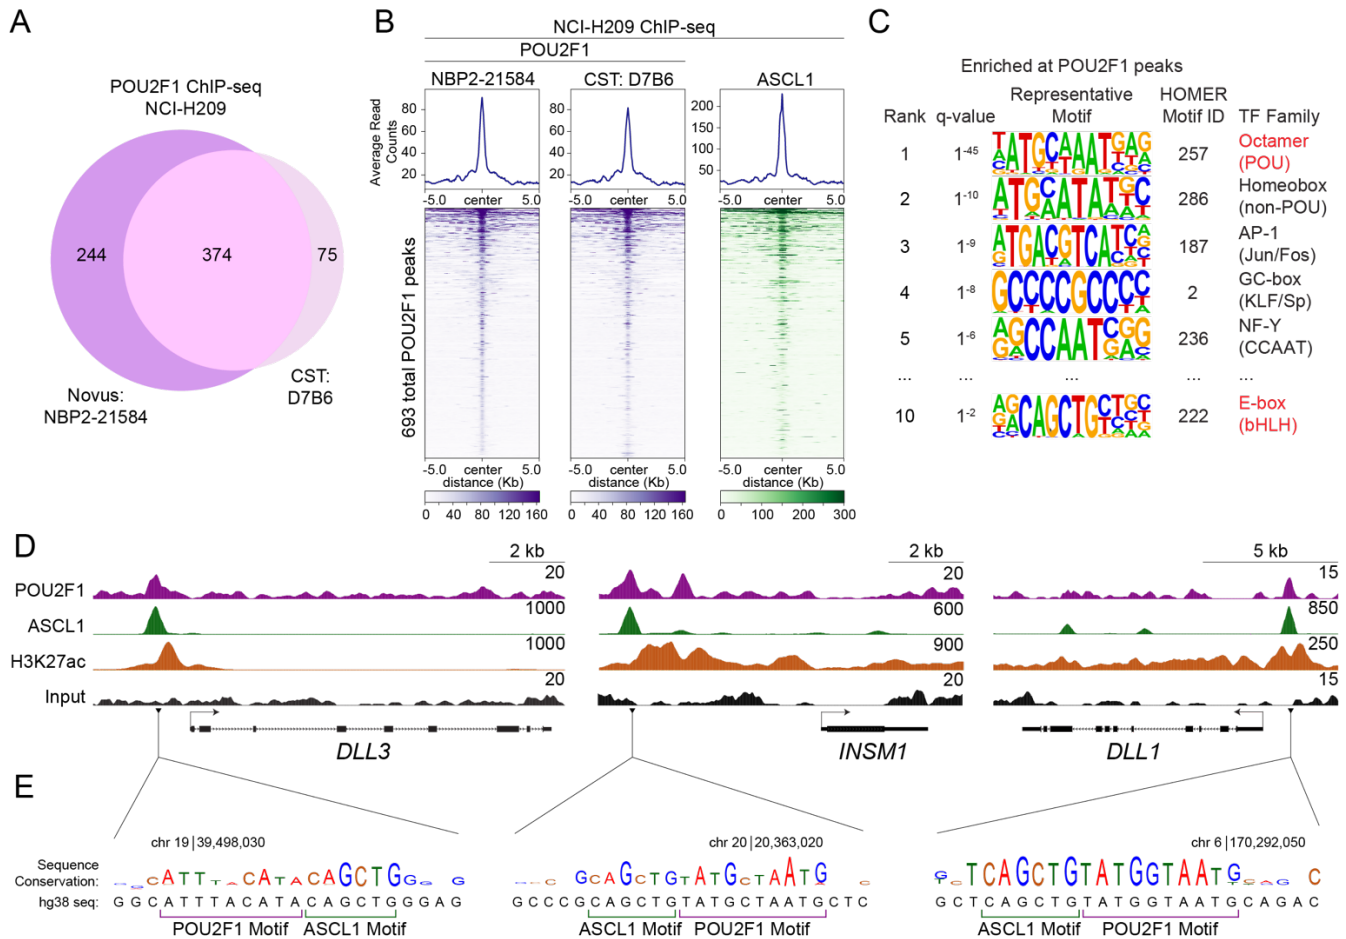 A
POU2F1 ChIP-seq
NCI-H209
244
374
75
Novus:
NBP2-21584
CST:
D7B6
B
NCI-H209 ChIP-seq
POU2F1
NBP2-21584
CST: D7B6
ASCL1
Average Read
Counts
80
60
40
20
80
60
40
20
200
150
100
50
-5.0 center 5.0
-5.0 center 5.0
-5.0 center 5.0
693 total POU2F1 peaks
-5.0 center 5.0
distance (Kb)
-5.0 center 5.0
distance (Kb)
-5.0 center 5.0
distance (Kb)
0 40 80 120 160
0 40 80 120 160
0 100 200 300
C
Enriched at POU2F1 peaks
Rank q-value Representative Motif HOMER Motif ID TF Family
1 1-45 ATGCAAAT 257 Octamer (POU)
2 1-10 ATGAATA 286 Homeobox (non-POU)
3 1-9 ATGACGTCA 187 AP-1 (Jun/Fos)
4 1-8 GCCCCGCCCC 2 GC-box (KLF/Sp)
5 1-6 CCAAT 236 NF-Y (CCAAT)
... ... ... ... ...
10 1-2 CAGCTG 222 E-box (bHLH)
D
2 kb
2 kb
5 kb
POU2F1 20 20 15
ASCL1 1000 600 850
H3K27ac 1000 900 250
Input 20 20 15
DLL3
INSM1
DLL1
E
chr 19|39,498,030
chr 20|20,363,020
chr 6|170,292,050
Sequence
Conservation:
CATTTACATACAGCTGGG G
GCAGCTGTATGCTAATG C
GCTCAGCTGTATGGTAATGCAG C
hg38 seq:
GGCATTTACATACAGCTGGGAG
GCCCCGCAGCTGTATGCTAATGCTC
GCTCAGCTGTATGGTAATGCAGAC
POU2F1 Motif ASCL1 Motif
ASCL1 Motif POU2F1 Motif
ASCL1 Motif POU2F1 Motif